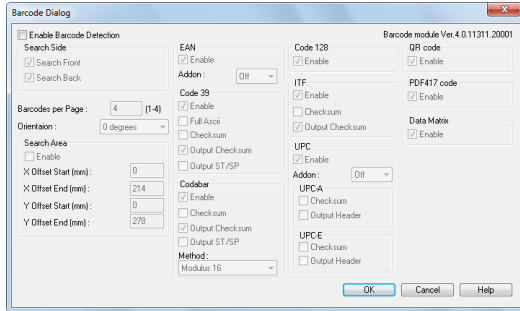 Barcode Dialog
Enable Barcode Detection
Barcode module Ver.4.0.11311.20001
Search Side
Search Front
Search Back
Barcodes per Page :
4
(1-4)
Orientaion :
0 degrees
Search Area
Enable
X Offset Start (mm) :
0
X Offset End (mm) :
214
Y Offset Start (mm) :
0
Y Offset End (mm) :
278
EAN
Enable
Addon :
Off
Code 39
Enable
Full Ascii
Checksum
Output Checksum
Output ST/SP
Codabar
Enable
Checksum
Output Checksum
Output ST/SP
Method :
Modulus 16
Code 128
Enable
ITF
Enable
Checksum
Output Checksum
UPC
Enable
Addon :
Off
UPC-A
Checksum
Output Header
UPC-E
Checksum
Output Header
QR code
Enable
PDF417 code
Enable
Data Matrix
Enable
OK
Cancel
Help